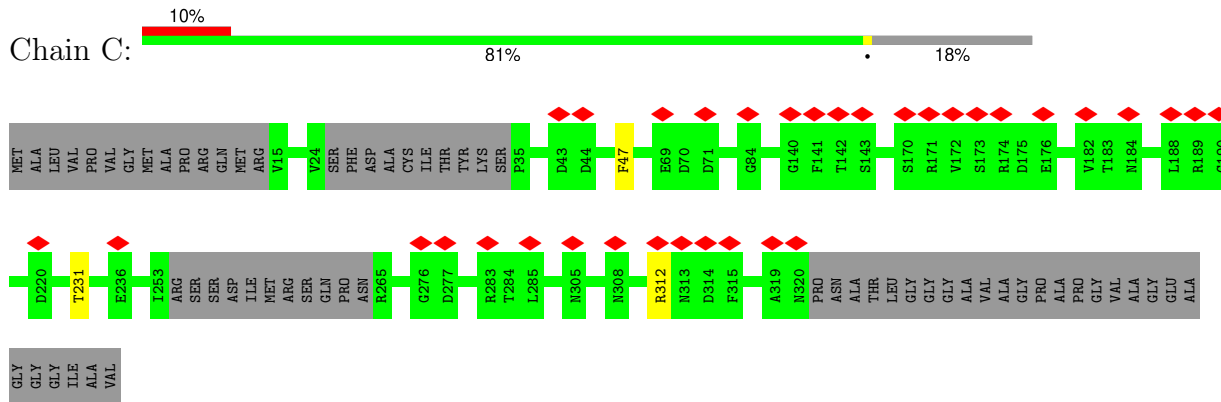 10%
Chain C:
81% • 18%
MET ALA LEU VAL PRO VAL GLY MET ALA PRO ARG GLN MET ARG V15 V24 SER PHE ASP ALA CYS ILE THR TYR LYS SER P35 D43 D44 F47 E69 D70 D71 G84 G140 F141 T142 S143 S170 R171 V172 S173 R174 D175 E176 V182 T183 N184 L188 R189
D220 T231 E236 I253 ARG SER SER ASP ILE MET ARG SER GLN PRO ASN R265 G276 D277 R283 T284 L285 N305 N308 R312 N313 D314 F315 A319 N320 PRO ASN ALA THR LEU GLY GLY GLY ALA VAL ALA GLY PRO ALA PRO GLY VAL ALA GLY GLU ALA
GLY GLY GLY ILE ALA VAL